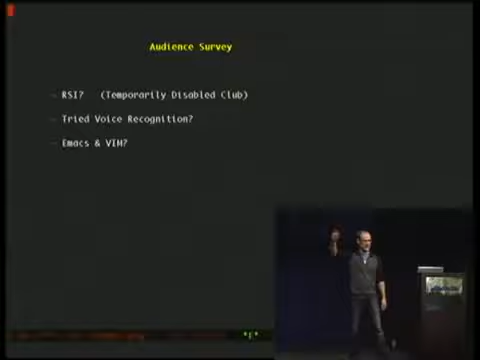 Audience Survey
- RSI? (Temporarily Disabled Club)
- Tried Voice Recognition?
- Emacs & VIM?